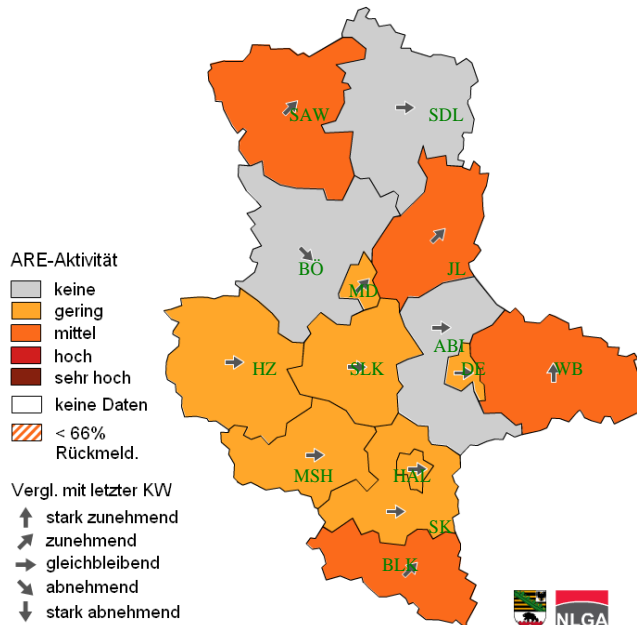 SAW
SDL
BÖ
MD
JL
ARE-Aktivität
keine
gering
mittel
hoch
sehr hoch
keine Daten
< 66%
Rückmeld.
HZ
SLK
ABI
DE
WB
MSH
HAL
SK
BLK
Vergl. mit letzter KW
stark zunehmend
zunehmend
gleichbleibend
abnehmend
stark abnehmend
NLGA